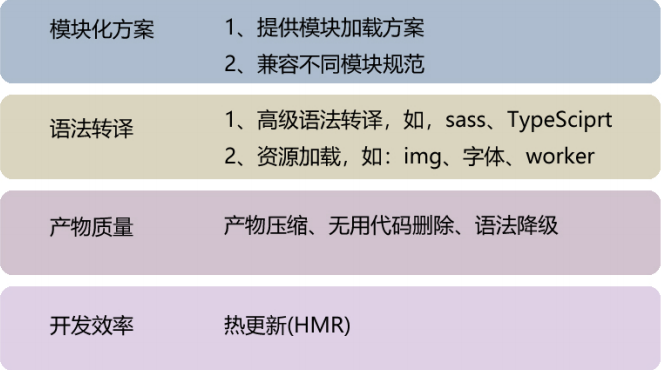 模块化方案
1、提供模块加载方案
2、兼容不同模块规范
语法转译
1、高级语法转译，如，sass、TypeSciprt
2、资源加载，如：img、字体、worker
产物质量
产物压缩、无用代码删除、语法降级
开发效率
热更新(HMR)